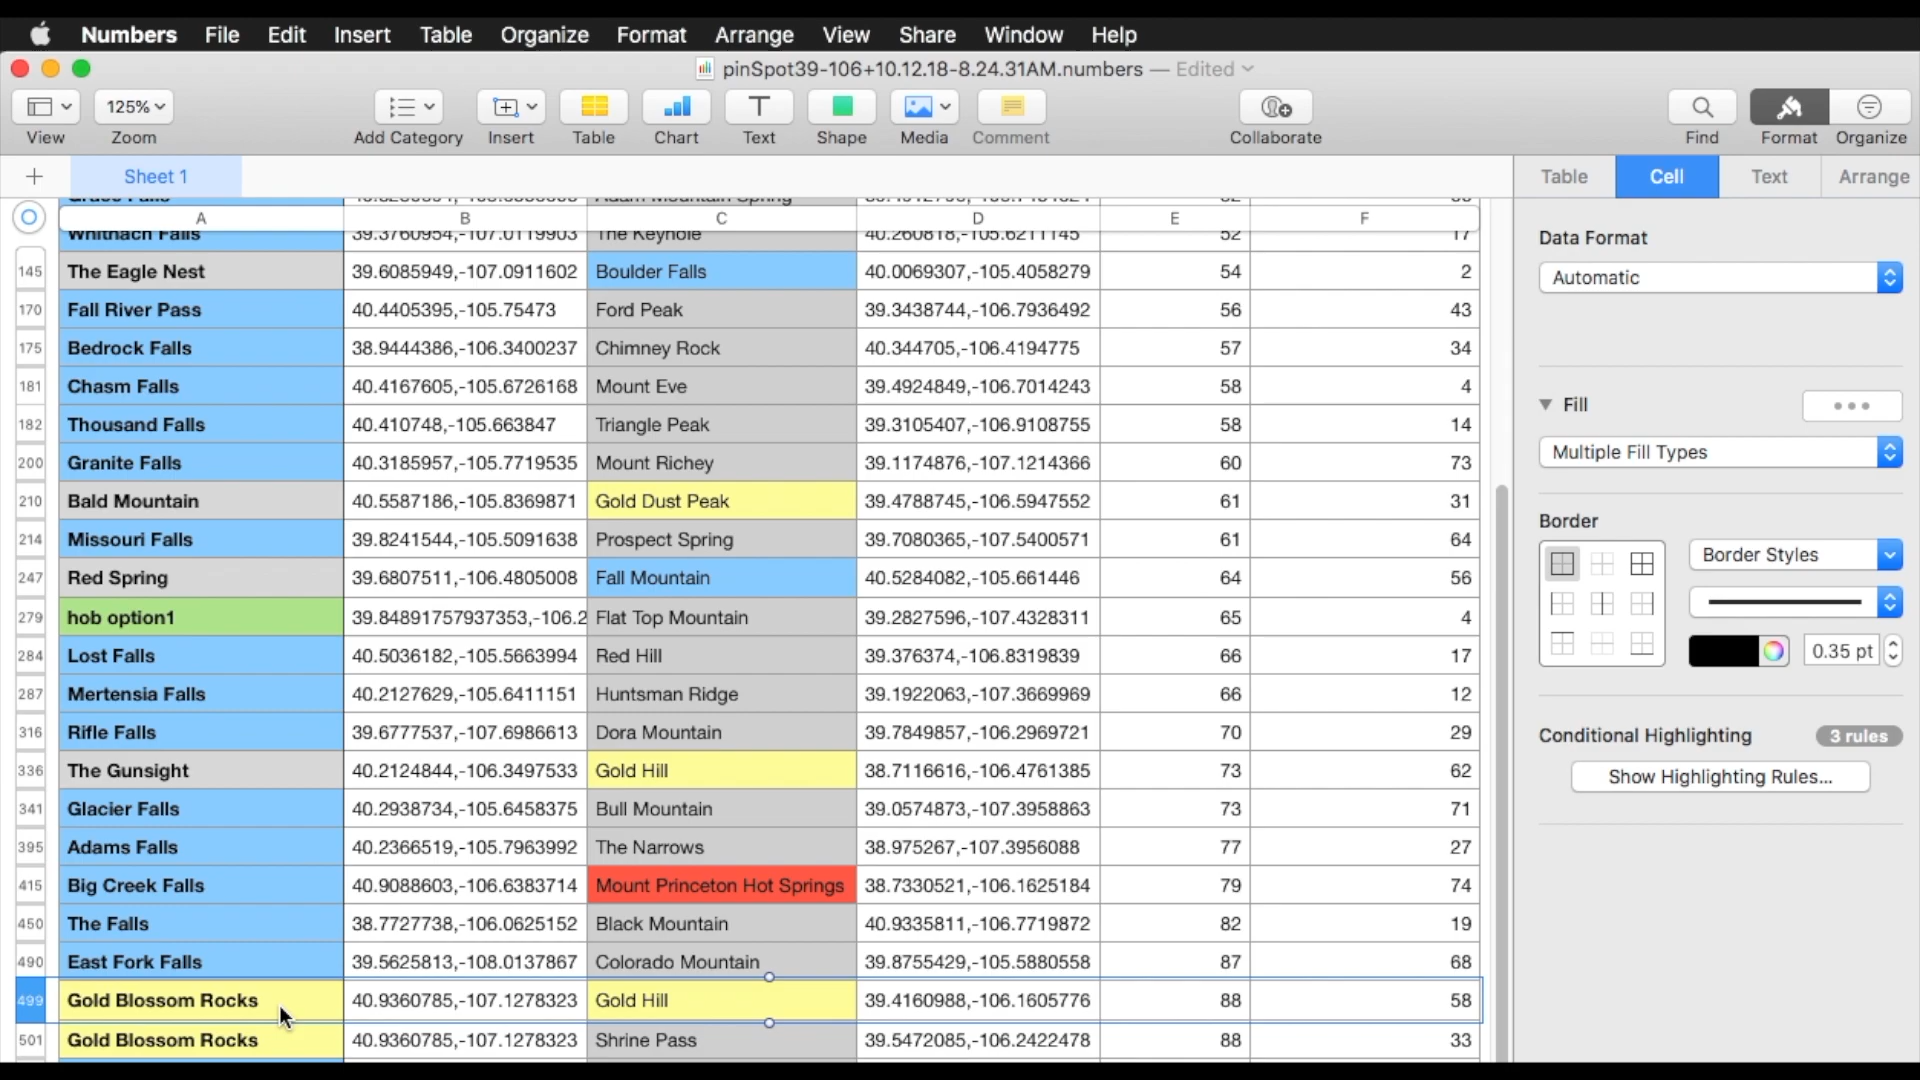 Numbers File Edit Insert Table Organize Format Arrange View Share Window Help
pinSpot39-106+10.12.18-8.24.31AM.numbers — Edited
125%
View Zoom Add Category Insert Table Chart Text Shape Media Comment Collaborate Find Format Organize
Sheet 1 Table Cell Text Arrange
A B C D E F
Whitnach Falls 39.3760954,-107.0119903 The Keyhole 40.260818,-105.6211145 52 17
145 The Eagle Nest 39.6085949,-107.0911602 Boulder Falls 40.0069307,-105.4058279 54 2
170 Fall River Pass 40.4405395,-105.75473 Ford Peak 39.3438744,-106.7936492 56 43
175 Bedrock Falls 38.9444386,-106.3400237 Chimney Rock 40.344705,-106.4194775 57 34
181 Chasm Falls 40.4167605,-105.6726168 Mount Eve 39.4924849,-106.7014243 58 4
182 Thousand Falls 40.410748,-105.663847 Triangle Peak 39.3105407,-106.9108755 58 14
200 Granite Falls 40.3185957,-105.7719535 Mount Richey 39.1174876,-107.1214366 60 73
210 Bald Mountain 40.5587186,-105.8369871 Gold Dust Peak 39.4788745,-106.5947552 61 31
214 Missouri Falls 39.8241544,-105.5091638 Prospect Spring 39.7080365,-107.5400571 61 64
247 Red Spring 39.6807511,-106.4805008 Fall Mountain 40.5284082,-105.661446 64 56
279 hob option1 39.84891757937353,-106.2 Flat Top Mountain 39.2827596,-107.4328311 65 4
284 Lost Falls 40.5036182,-105.5663994 Red Hill 39.376374,-106.8319839 66 17
287 Mertensia Falls 40.2127629,-105.6411151 Huntsman Ridge 39.1922063,-107.3669969 66 12
316 Rifle Falls 39.6777537,-107.6986613 Dora Mountain 39.7849857,-106.2969721 70 29
336 The Gunsight 40.2124844,-106.3497533 Gold Hill 38.7116616,-106.4761385 73 62
341 Glacier Falls 40.2938734,-105.6458375 Bull Mountain 39.0574873,-107.3958863 73 71
395 Adams Falls 40.2366519,-105.7963992 The Narrows 38.975267,-107.3956088 77 27
415 Big Creek Falls 40.9088603,-106.6383714 Mount Princeton Hot Springs 38.7330521,-106.1625184 79 74
450 The Falls 38.7727738,-106.0625152 Black Mountain 40.9335811,-106.7719872 82 19
490 East Fork Falls 39.5625813,-108.0137867 Colorado Mountain 39.8755429,-105.5880558 87 68
499 Gold Blossom Rocks 40.9360785,-107.1278323 Gold Hill 39.4160988,-106.1605776 88 58
501 Gold Blossom Rocks 40.9360785,-107.1278323 Shrine Pass 39.5472085,-106.2422478 88 33
Data Format
Automatic
Fill
Multiple Fill Types
Border
Border Styles
0.35 pt
Conditional Highlighting 3 rules
Show Highlighting Rules...